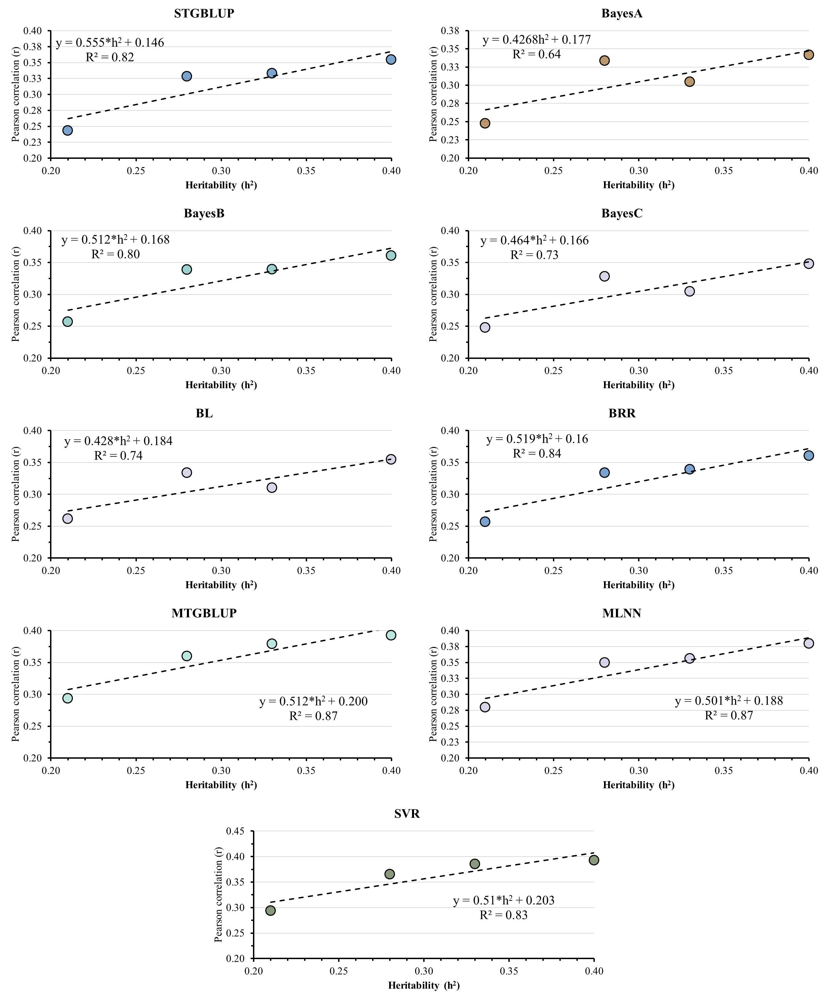 STGBLUP
y = 0.555*h² + 0.146
R² = 0.82
Pearson correlation (r)
0.40
0.38
0.35
0.33
0.30
0.28
0.25
0.23
0.20
0.20 0.25 0.30 0.35 0.40
Heritability (h²)
BayesA
y = 0.4268h² + 0.177
R² = 0.64
Pearson correlation (r)
0.38
0.35
0.33
0.30
0.28
0.25
0.23
0.20
0.20 0.25 0.30 0.35 0.40
Heritability (h²)
BayesB
y = 0.512*h² + 0.168
R² = 0.80
Pearson correlation (r)
0.40
0.35
0.30
0.25
0.20
0.20 0.25 0.30 0.35 0.40
Heritability (h²)
BayesC
y = 0.464*h² + 0.166
R² = 0.73
Pearson correlation (r)
0.40
0.35
0.30
0.25
0.20
0.20 0.25 0.30 0.35 0.40
Heritability (h²)
BL
y = 0.428*h² + 0.184
R² = 0.74
Pearson correlation (r)
0.40
0.35
0.30
0.25
0.20
0.20 0.25 0.30 0.35 0.40
Heritability (h²)
BRR
y = 0.519*h² + 0.16
R² = 0.84
Pearson correlation (r)
0.40
0.35
0.30
0.25
0.20
0.20 0.25 0.30 0.35 0.40
Heritability (h²)
MTGBLUP
Pearson correlation (r)
0.40
0.35
0.30
0.25
0.20
y = 0.512*h² + 0.200
R² = 0.87
0.20 0.25 0.30 0.35 0.40
Heritability (h²)
MLNN
Pearson correlation (r)
0.40
0.38
0.35
0.33
0.30
0.28
0.25
0.23
0.20
y = 0.501*h² + 0.188
R² = 0.87
0.20 0.25 0.30 0.35 0.40
Heritability (h²)
SVR
Pearson correlation (r)
0.45
0.40
0.35
0.30
0.25
0.20
y = 0.51*h² + 0.203
R² = 0.83
0.20 0.25 0.30 0.35 0.40
Heritability (h²)